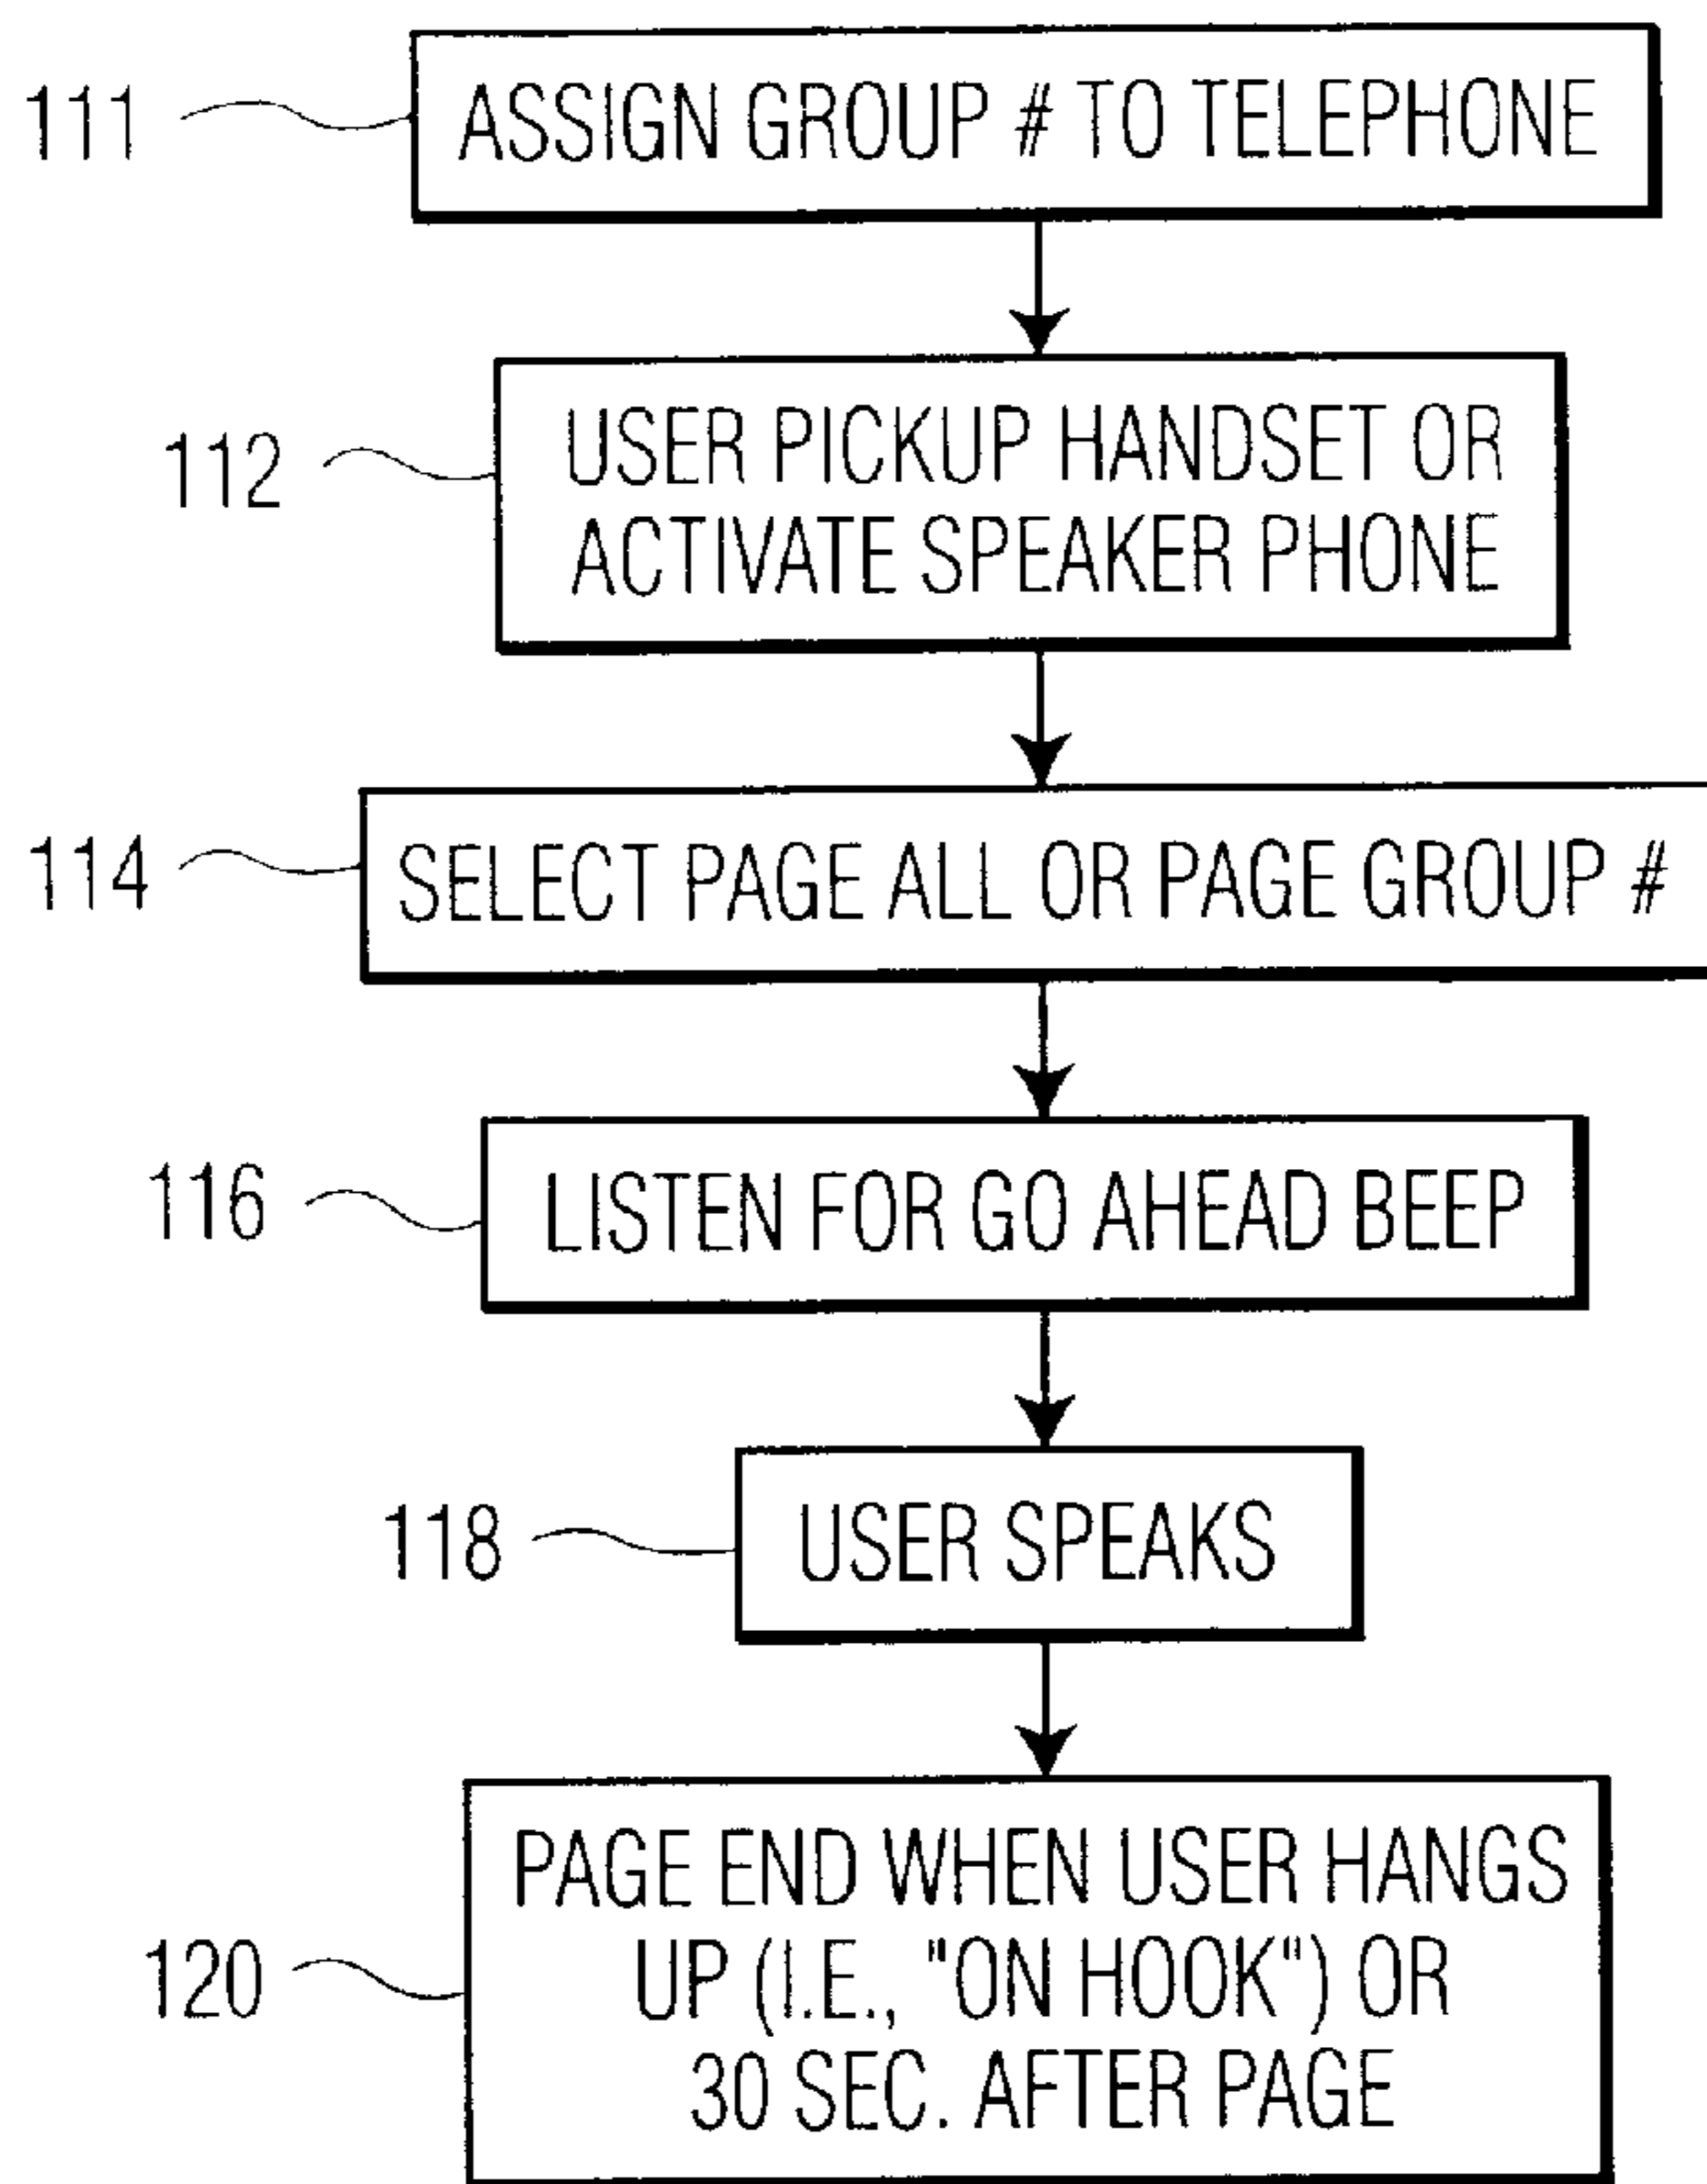 111 ASSIGN GROUP # TO TELEPHONE
112 USER PICKUP HANDSET OR
ACTIVATE SPEAKER PHONE
114 SELECT PAGE ALL OR PAGE GROUP #
116 LISTEN FOR GO AHEAD BEEP
118 USER SPEAKS
PAGE END WHEN USER HANGS
120 UP (I.E., "ON HOOK") OR
30 SEC. AFTER PAGE